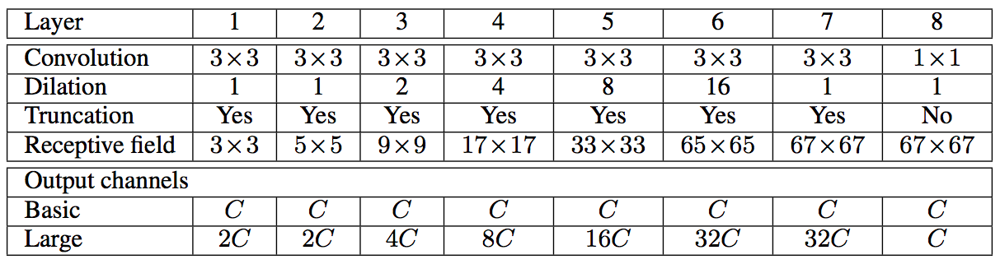 Layer 1 2 3 4 5 6 7 8
Convolution 3×3 3×3 3×3 3×3 3×3 3×3 3×3 1×1
Dilation 1 1 2 4 8 16 1 1
Truncation Yes Yes Yes Yes Yes Yes Yes No
Receptive field 3×3 5×5 9×9 17×17 33×33 65×65 67×67 67×67
Output channels
Basic C C C C C C C C
Large 2C 2C 4C 8C 16C 32C 32C C